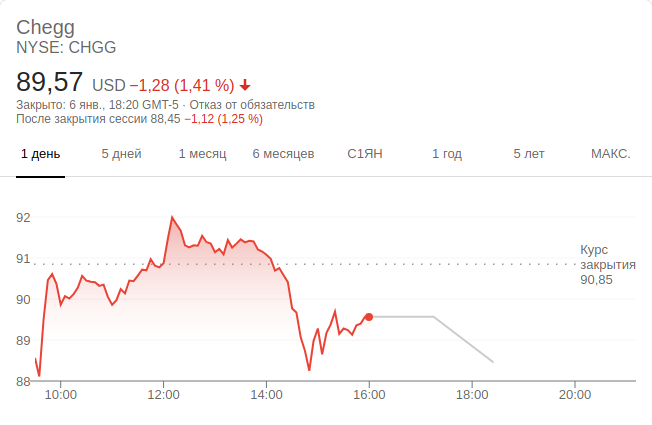 Chegg
NYSE: CHGG
89,57 USD −1,28 (1,41 %)
Закрыто: 6 янв., 18:20 GMT-5 · Отказ от обязательств
После закрытия сессии 88,45 −1,12 (1,25 %)
1 день 5 дней 1 месяц 6 месяцев С1ЯН 1 год 5 лет МАКС.
92
91
90
89
88
Курс
закрытия
90,85
10:00 12:00 14:00 16:00 18:00 20:00